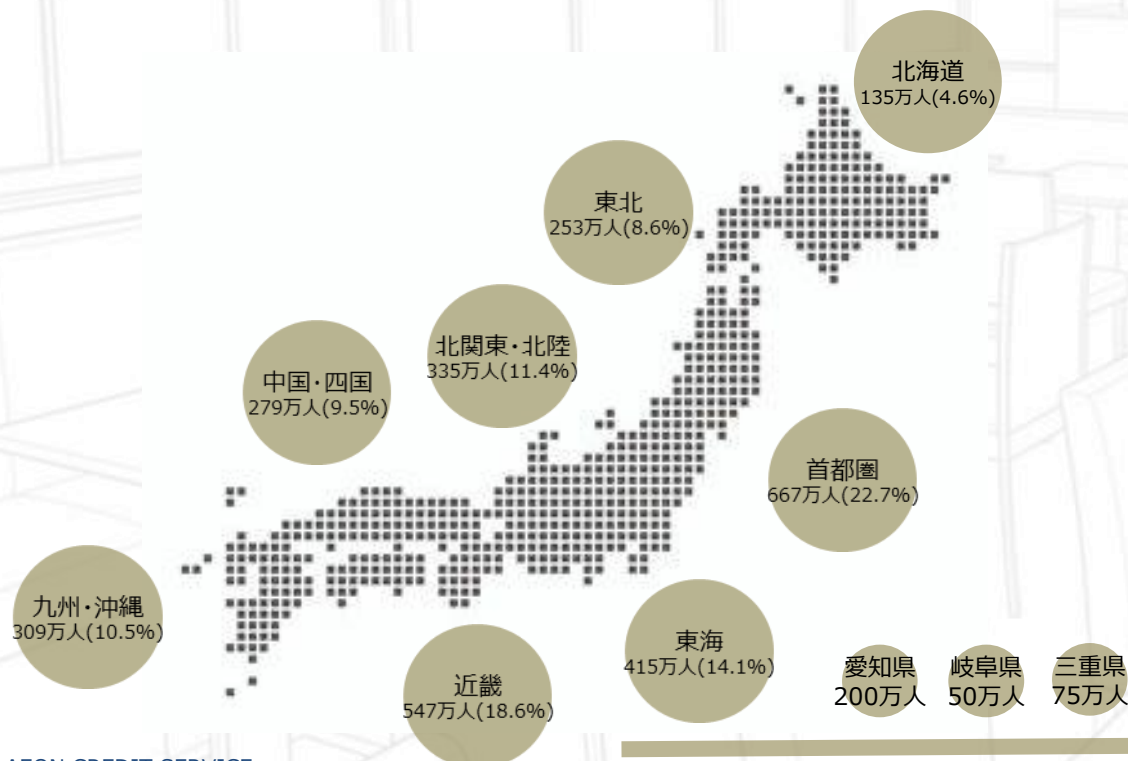 北海道
135万人(4.6%)
東北
253万人(8.6%)
北関東・北陸
335万人(11.4%)
中国・四国
279万人(9.5%)
首都圏
667万人(22.7%)
九州・沖縄
309万人(10.5%)
東海
415万人(14.1%)
近畿
547万人(18.6%)
愛知県
200万人
岐阜県
50万人
三重県
75万人
AEON CREDIT SERVICE